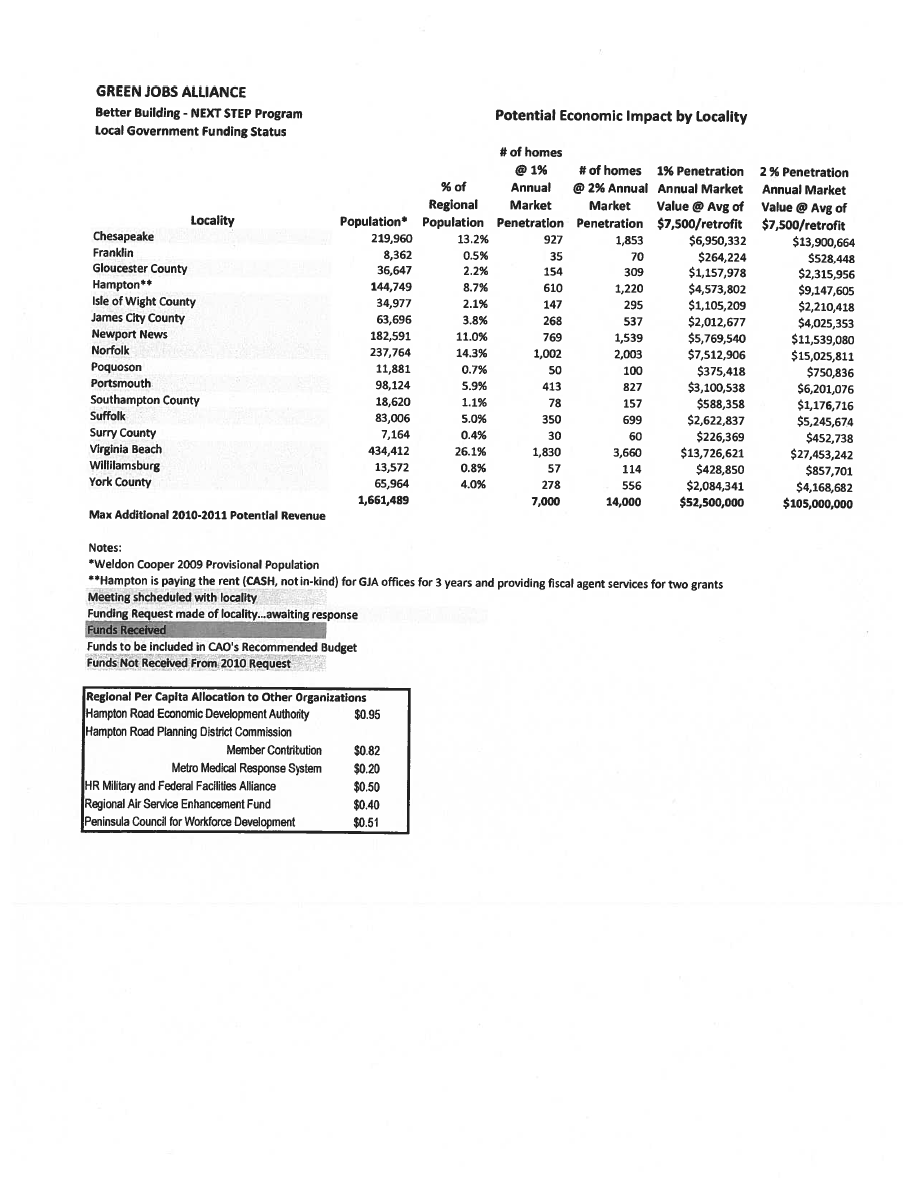 GREEN JOBS ALLIANCE
Better Building - NEXT STEP Program
Local Government Funding Status
Potential Economic Impact by Locality
Locality Population* % of Regional Population # of homes @ 1% Annual Market Penetration # of homes @ 2% Annual Market Penetration 1% Penetration Annual Market Value @ Avg of $7,500/retrofit 2 % Penetration Annual Market Value @ Avg of $7,500/retrofit
Chesapeake 219,960 13.2% 927 1,853 $6,950,332 $13,900,664
Franklin 8,362 0.5% 35 70 $264,224 $528,448
Gloucester County 36,647 2.2% 154 309 $1,157,978 $2,315,956
Hampton** 144,749 8.7% 610 1,220 $4,573,802 $9,147,605
Isle of Wight County 34,977 2.1% 147 295 $1,105,209 $2,210,418
James City County 63,696 3.8% 268 537 $2,012,677 $4,025,353
Newport News 182,591 11.0% 769 1,539 $5,769,540 $11,539,080
Norfolk 237,764 14.3% 1,002 2,003 $7,512,906 $15,025,811
Poquoson 11,881 0.7% 50 100 $375,418 $750,836
Portsmouth 98,124 5.9% 413 827 $3,100,538 $6,201,076
Southampton County 18,620 1.1% 78 157 $588,358 $1,176,716
Suffolk 83,006 5.0% 350 699 $2,622,837 $5,245,674
Surry County 7,164 0.4% 30 60 $226,369 $452,738
Virginia Beach 434,412 26.1% 1,830 3,660 $13,726,621 $27,453,242
Willilamsburg 13,572 0.8% 57 114 $428,850 $857,701
York County 65,964 4.0% 278 556 $2,084,341 $4,168,682
1,661,489 7,000 14,000 $52,500,000 $105,000,000
Max Additional 2010-2011 Potential Revenue
Notes:
*Weldon Cooper 2009 Provisional Population
**Hampton is paying the rent (CASH, not in-kind) for GJA offices for 3 years and providing fiscal agent services for two grants
Meeting shcheduled with locality
Funding Request made of locality...awaiting response
Funds Received
Funds to be included in CAO's Recommended Budget
Funds Not Received From 2010 Request
Regional Per Capita Allocation to Other Organizations
Hampton Road Economic Development Authority $0.95
Hampton Road Planning District Commission
Member Contribution $0.82
Metro Medical Response System $0.20
HR Military and Federal Facilities Alliance $0.50
Regional Air Service Enhancement Fund $0.40
Peninsula Council for Workforce Development $0.51